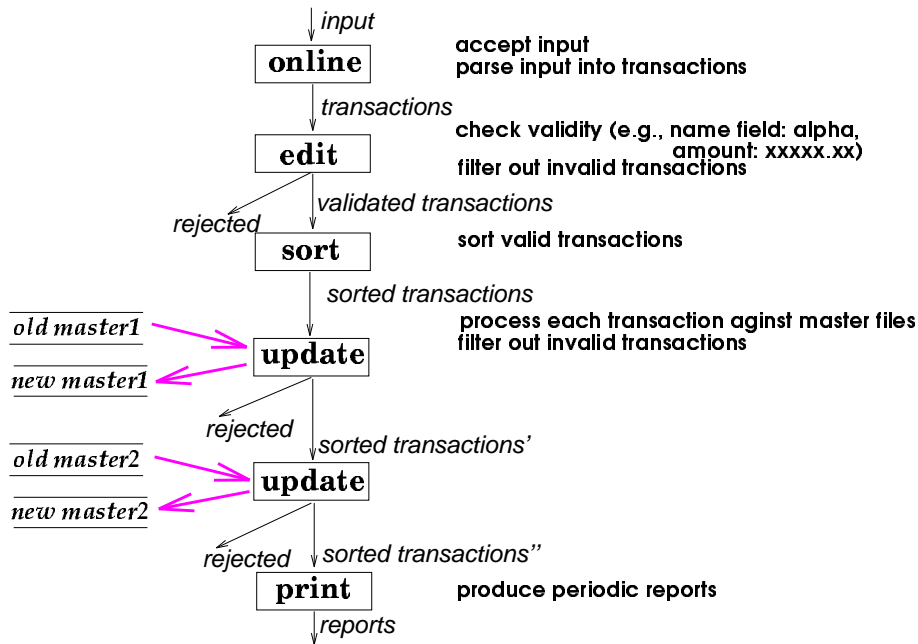 input
online
accept input
parse input into transactions
transactions
edit
check validity (e.g., name field: alpha,
amount: xxxxx.xx)
filter out invalid transactions
rejected
validated transactions
sort
sort valid transactions
sorted transactions
old master1
new master1
update
process each transaction aginst master files
filter out invalid transactions
rejected
sorted transactions'
old master2
new master2
update
rejected
sorted transactions''
print
produce periodic reports
reports